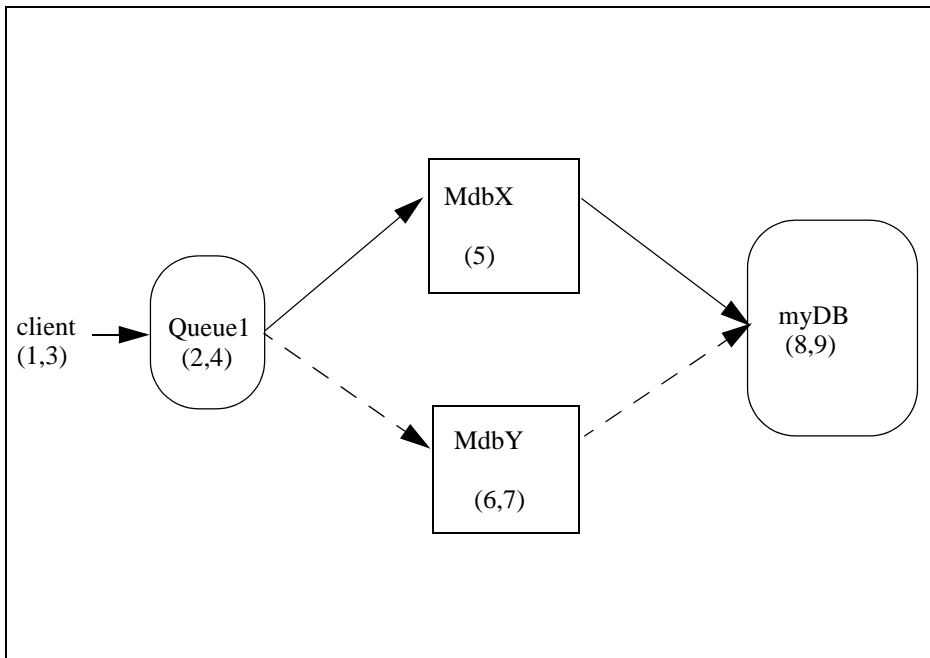 client
(1,3)
Queue1
(2,4)
MdbX
(5)
MdbY
(6,7)
myDB
(8,9)